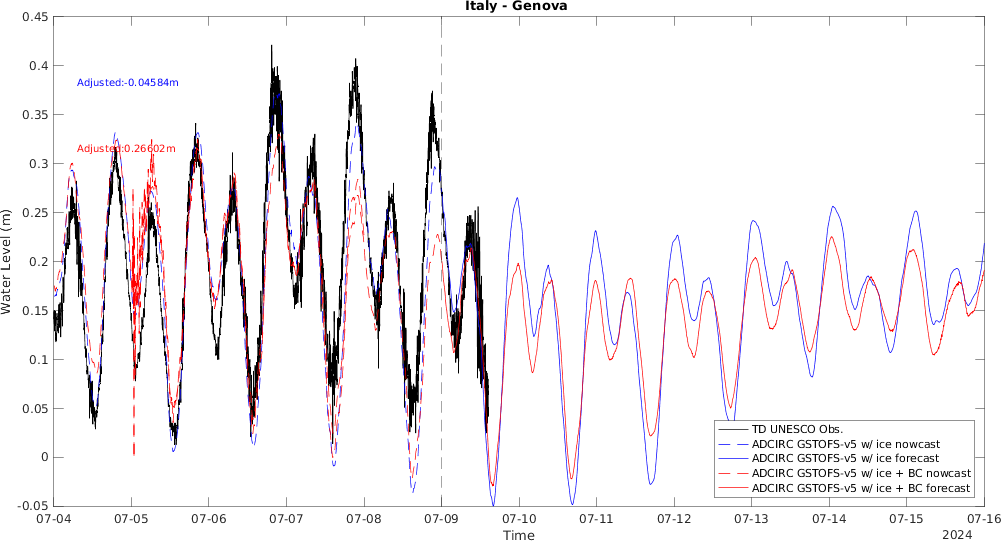 Italy - Genova
Water Level (m)
0.45
0.4
0.35
0.3
0.25
0.2
0.15
0.1
0.05
0
-0.05
Adjusted:-0.04584m
Adjusted:0.26602m
TD UNESCO Obs.
ADCIRC GSTOFS-v5 w/ ice nowcast
ADCIRC GSTOFS-v5 w/ ice forecast
ADCIRC GSTOFS-v5 w/ ice + BC nowcast
ADCIRC GSTOFS-v5 w/ ice + BC forecast
07-04 07-05 07-06 07-07 07-08 07-09 07-10 07-11 07-12 07-13 07-14 07-15 07-16
Time
2024